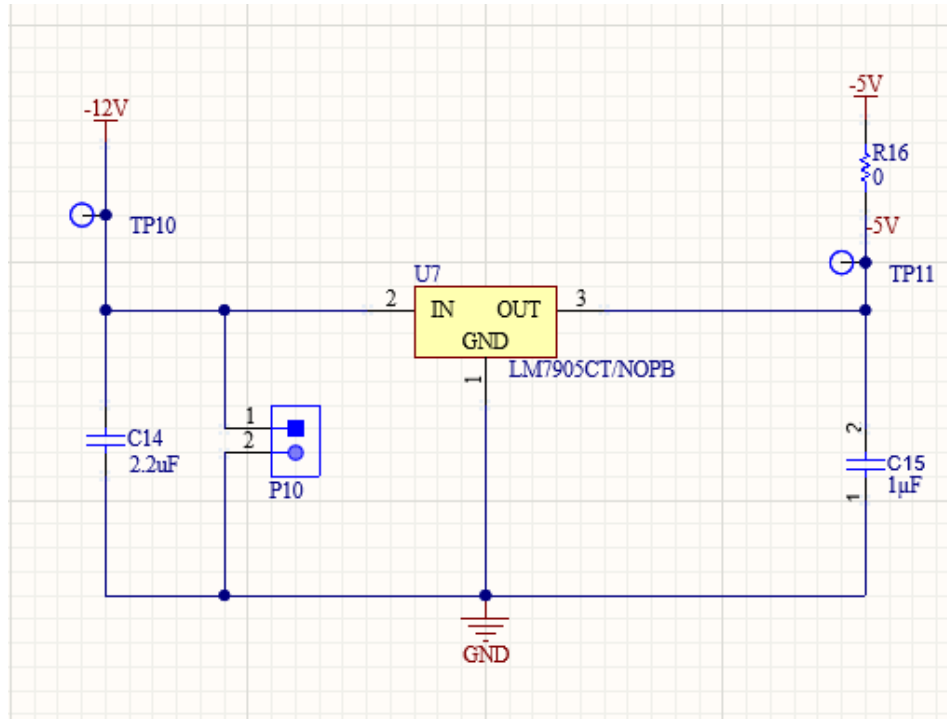 -5V
-12V
R16
0
TP10
-5V
U7
TP11
2
IN
OUT
3
GND
LM7905CT/NOPB
1
1
2
C14
2.2uF
P10
2
C15
1µF
1
GND